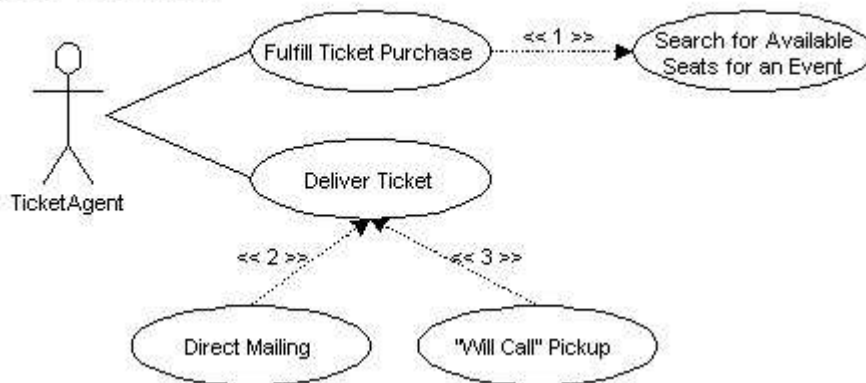 Fulfill Ticket Purchase
<< 1 >>
Search for Available
Seats for an Event
Deliver Ticket
TicketAgent
<< 2 >>
<< 3 >>
Direct Mailing
"Will Call" Pickup